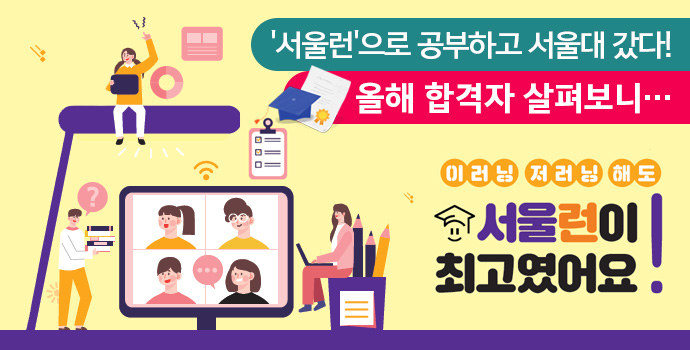 '서울런'으로 공부하고 서울대 갔다!
올해 합격자 살펴보니…
이러닝 저러닝 해도
서울런이
최고였어요!
?